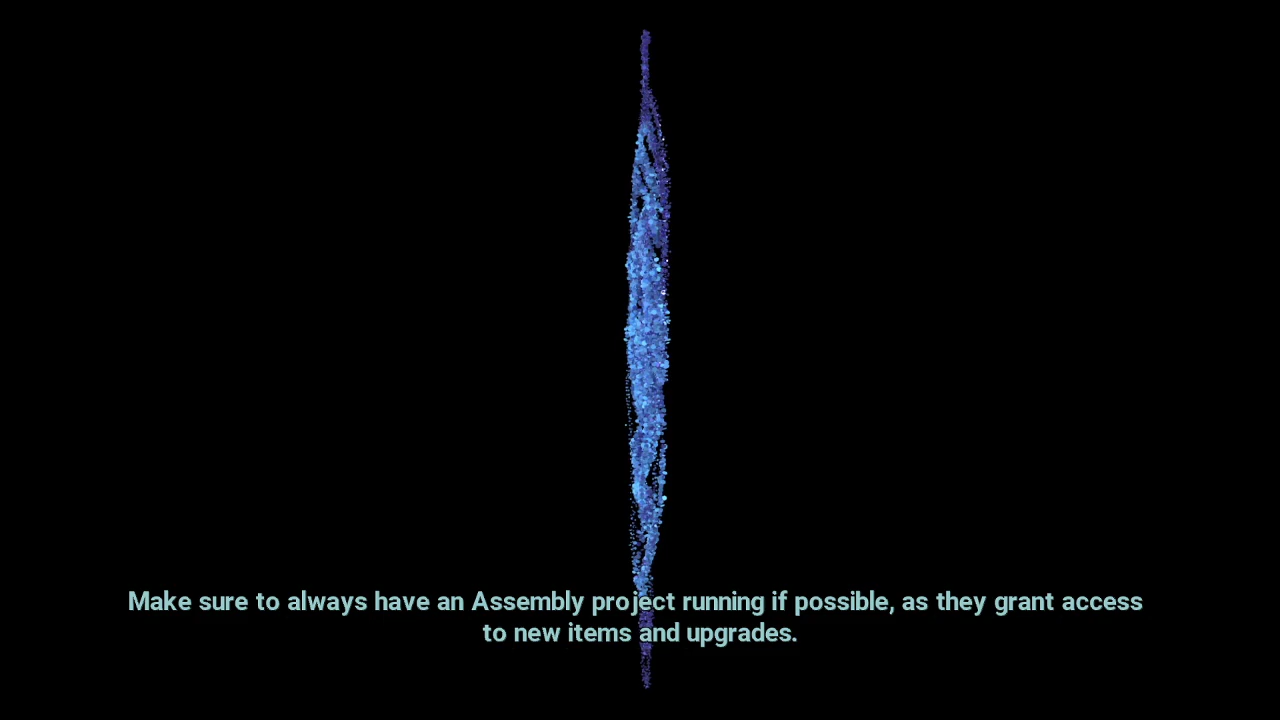 Make sure to always have an Assembly project running if possible, as they grant access
to new items and upgrades.